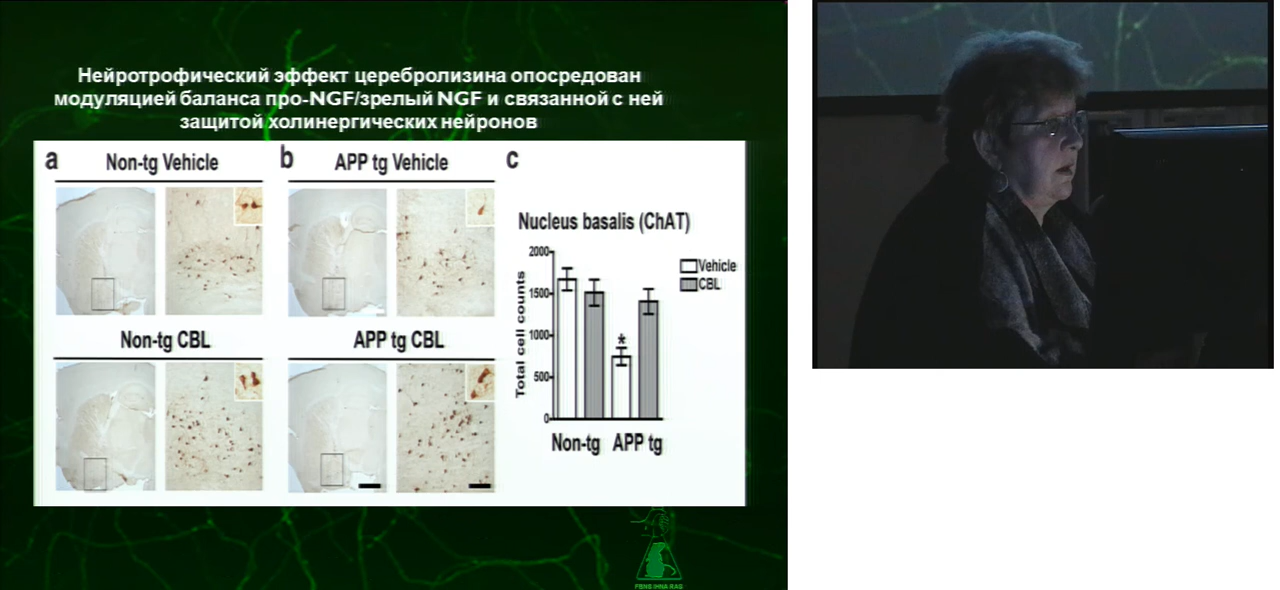 Нейротрофический эффект церебролизина опосредован
модуляцией баланса про-NGF/зрелый NGF и связанной с ней
защитой холинергических нейронов
a
Non-tg Vehicle
b
APP tg Vehicle
c
Non-tg CBL
APP tg CBL
Nucleus basalis (ChAT)
Total cell counts
2000
1500
1000
500
0
*
Vehicle
CBL
Non-tg
APP tg
FBNS IHNA RAS